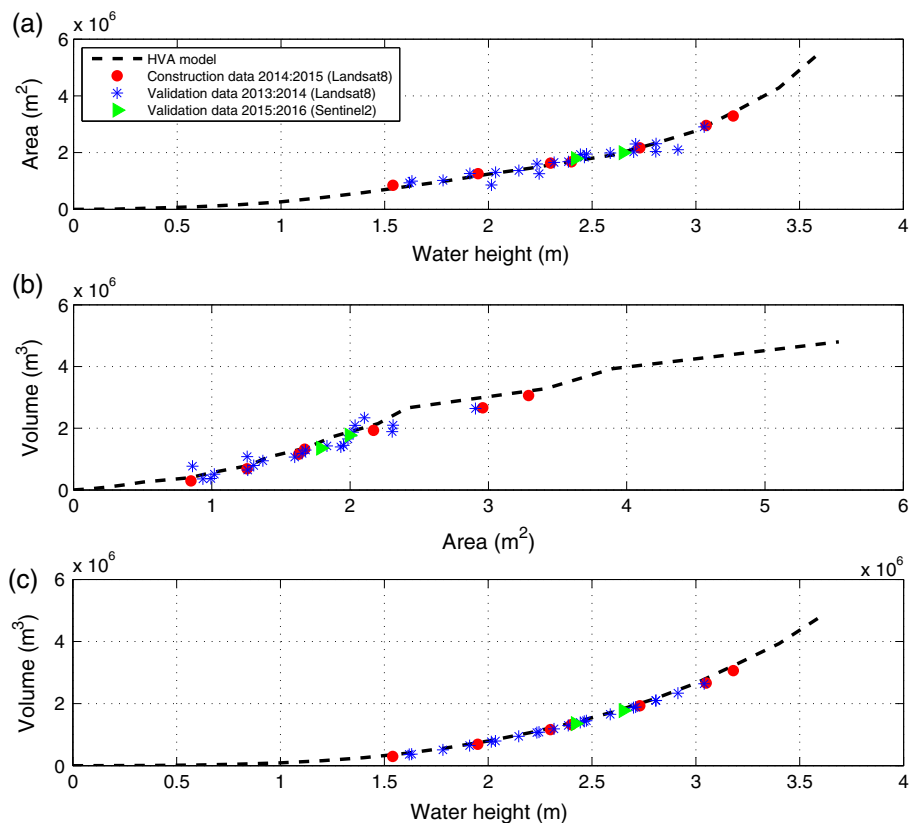 (a)
x 10^6
6
4
2
0
Area (m^2)
HVA model
Construction data 2014:2015 (Landsat8)
Validation data 2013:2014 (Landsat8)
Validation data 2015:2016 (Sentinel2)
0 0.5 1 1.5 2 2.5 3 3.5 4
Water height (m)
(b)
x 10^6
6
4
2
0
Volume (m^3)
0 1 2 3 4 5 6
Area (m^2)
x 10^6
(c)
x 10^6
6
4
2
0
Volume (m^3)
0 0.5 1 1.5 2 2.5 3 3.5 4
Water height (m)